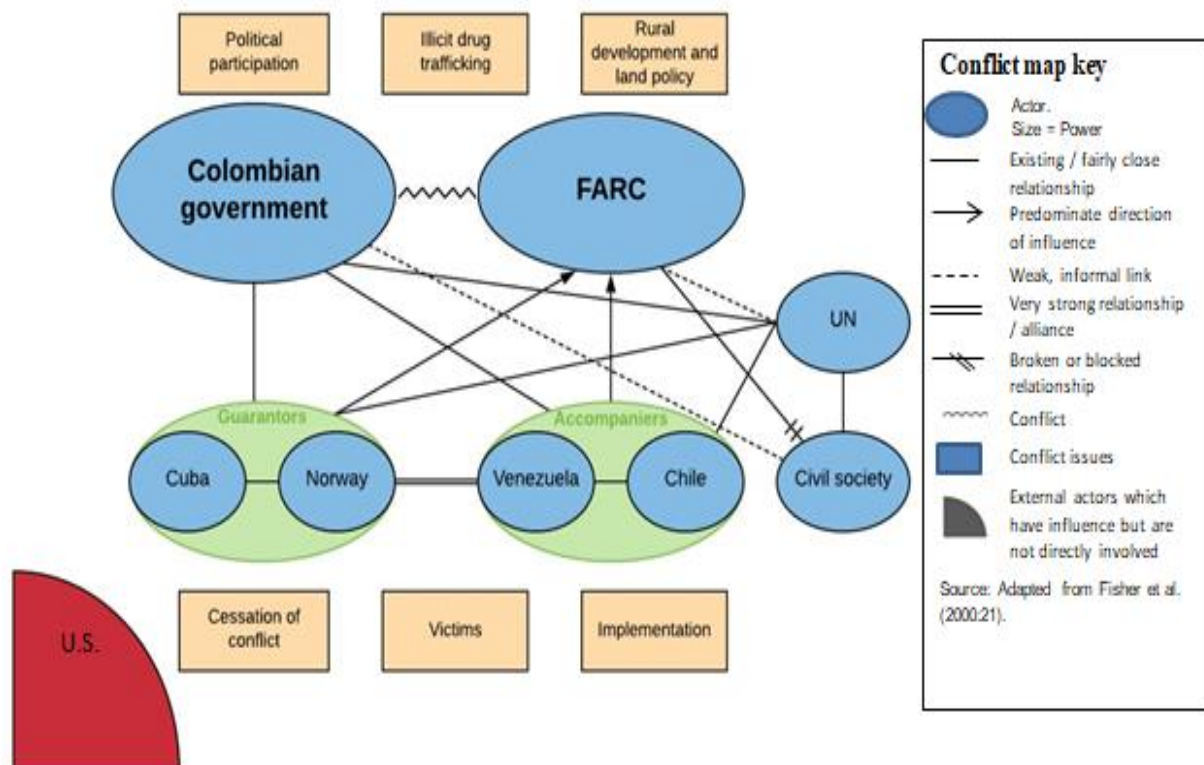 Political
participation
Illicit drug
trafficking
Rural
development and
land policy
Colombian
government
FARC
UN
Guarantors
Cuba
Norway
Accompaniers
Venezuela
Chile
Civil society
Cessation of
conflict
Victims
Implementation
U.S.
Conflict map key
Actor.
Size = Power
Existing / fairly close
relationship
Predominate direction
of influence
Weak, informal link
Very strong relationship
/ alliance
Broken or blocked
relationship
Conflict
Conflict issues
External actors which
have influence but are
not directly involved
Source: Adapted from Fisher et al.
(2000:21).